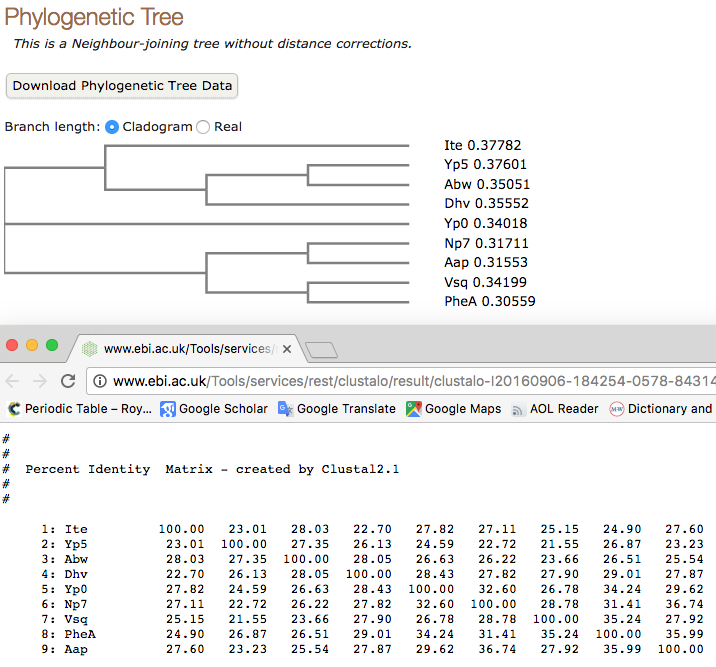 Phylogenetic Tree
This is a Neighbour-joining tree without distance corrections.
Download Phylogenetic Tree Data
Branch length: Cladogram Real
Ite 0.37782
Yp5 0.37601
Abw 0.35051
Dhv 0.35552
Yp0 0.34018
Np7 0.31711
Aap 0.31553
Vsq 0.34199
PheA 0.30559
www.ebi.ac.uk/Tools/services/
www.ebi.ac.uk/Tools/services/rest/clustalo/result/clustalo-I20160906-184254-0578-84314
Periodic Table – Roy... Google Scholar Google Translate Google Maps AOL Reader Dictionary and
#
#
# Percent Identity Matrix - created by Clustal2.1
#
#
1: Ite 100.00 23.01 28.03 22.70 27.82 27.11 25.15 24.90 27.60
2: Yp5 23.01 100.00 27.35 26.13 24.59 22.72 21.55 26.87 23.23
3: Abw 28.03 27.35 100.00 28.05 26.63 26.22 23.66 26.51 25.54
4: Dhv 22.70 26.13 28.05 100.00 28.43 27.82 27.90 29.01 27.87
5: Yp0 27.82 24.59 26.63 28.43 100.00 32.60 26.78 34.24 29.62
6: Np7 27.11 22.72 26.22 27.82 32.60 100.00 28.78 31.41 36.74
7: Vsq 25.15 21.55 23.66 27.90 26.78 28.78 100.00 35.24 27.92
8: PheA 24.90 26.87 26.51 29.01 34.24 31.41 35.24 100.00 35.99
9: Aap 27.60 23.23 25.54 27.87 29.62 36.74 27.92 35.99 100.00